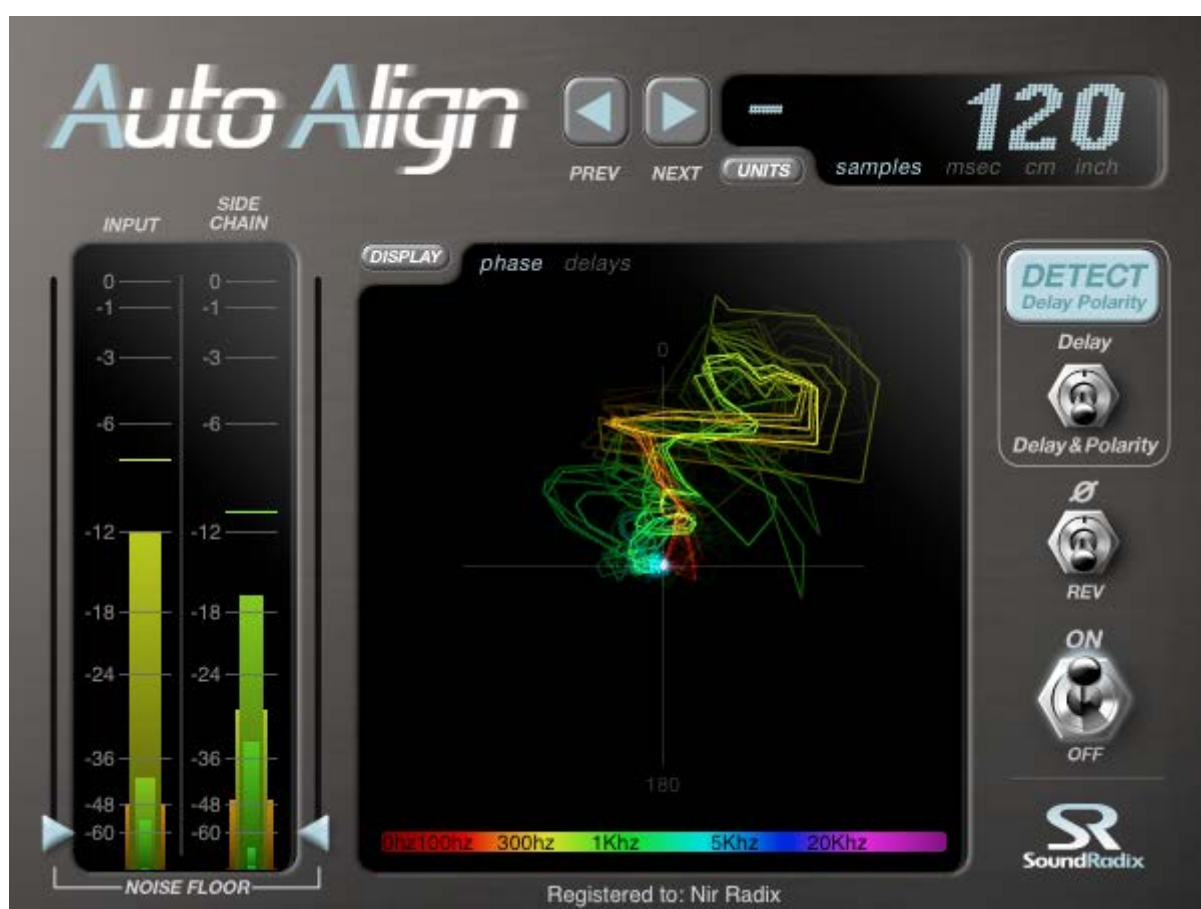 Auto Align
PREV NEXT
- 120
UNITS samples msec cm inch
INPUT SIDE CHAIN
0 0
-1 -1
-3 -3
-6 -6
-12 -12
-18 -18
-24 -24
-36 -36
-48 -48
-60 -60
NOISE FLOOR
DISPLAY phase delays
0
180
0hz100hz 300hz 1Khz 5Khz 20Khz
Registered to: Nir Radix
DETECT
Delay Polarity
Delay
Delay & Polarity
Ø
REV
ON
OFF
SR
SoundRadix